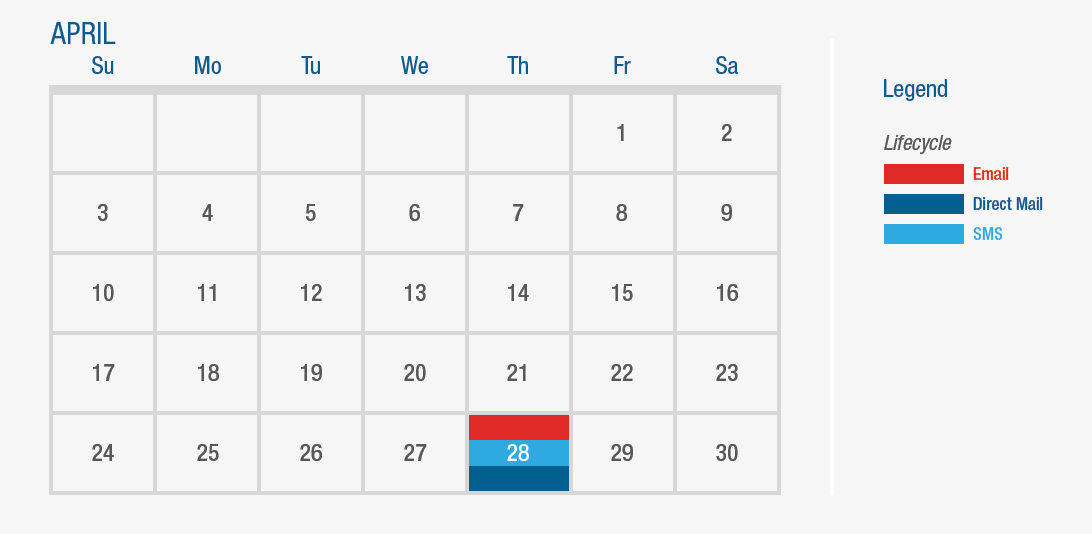 APRIL
Su Mo Tu We Th Fr Sa
1 2
3 4 5 6 7 8 9
10 11 12 13 14 15 16
17 18 19 20 21 22 23
24 25 26 27 28 29 30
Legend
Lifecycle
Email
Direct Mail
SMS